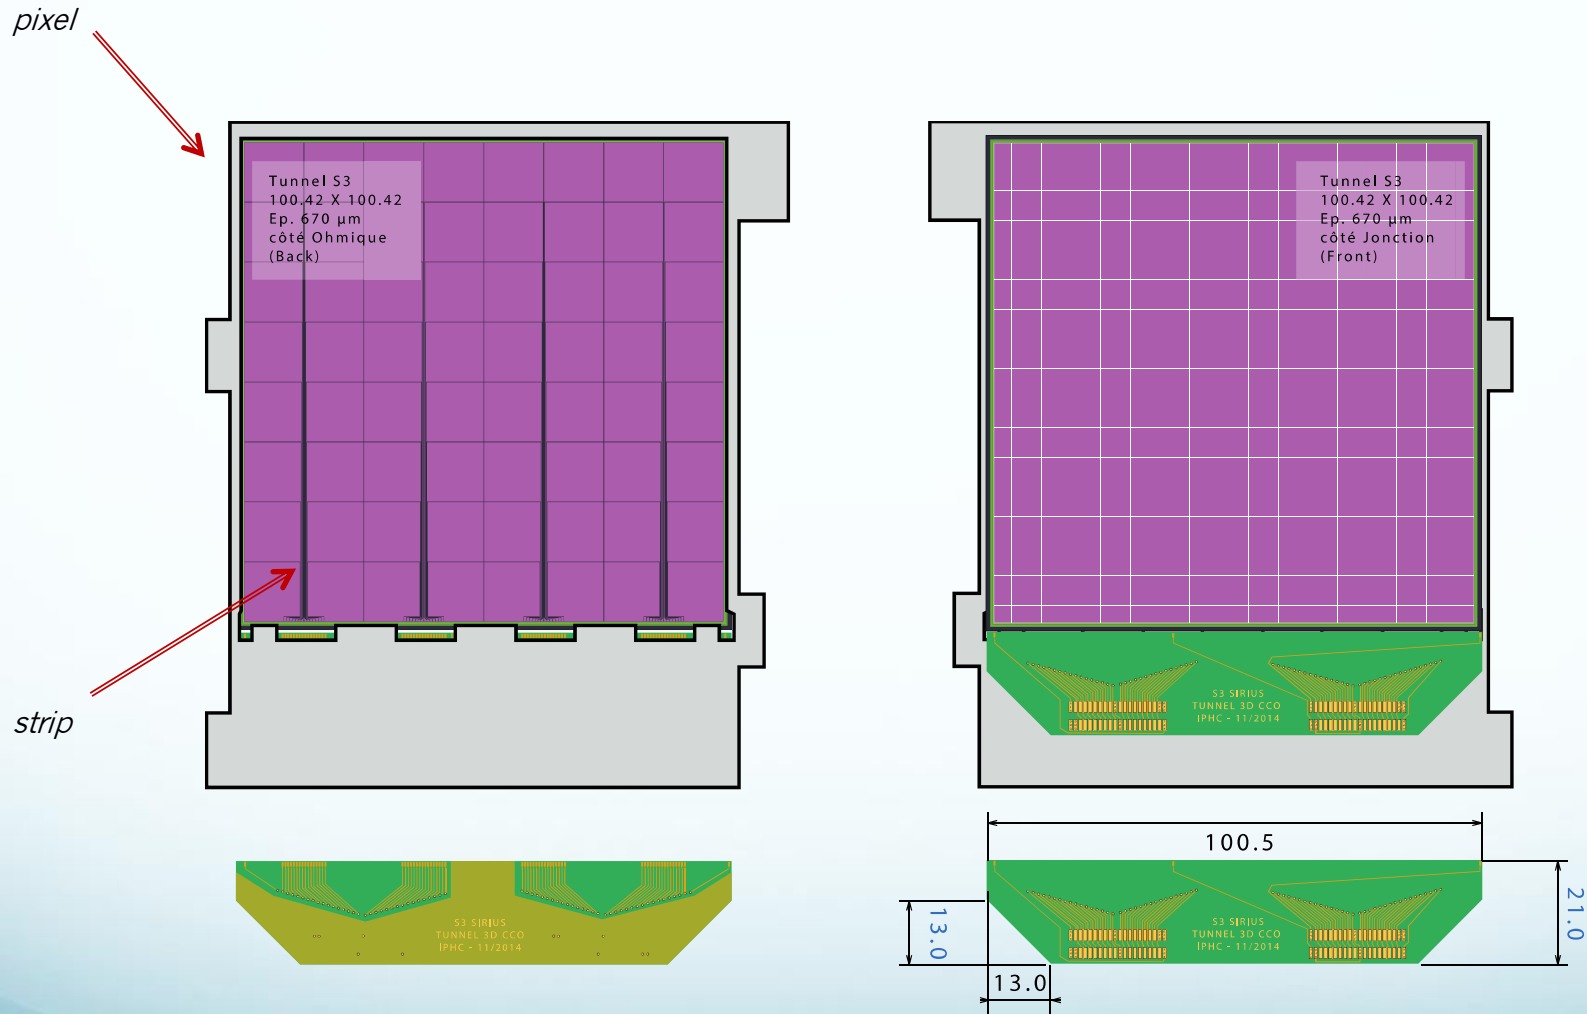 pixel
Tunnel S3
100.42 X 100.42
Ep. 670 µm
côté Ohmique
(Back)
Tunnel S3
100.42 X 100.42
Ep. 670 µm
côté Jonction
(Front)
strip
S3 SIRIUS
TUNNEL 3D CCO
IPHC - 11/2014
100.5
S3 SIRIUS
TUNNEL 3D CCO
IPHC - 11/2014
S3 SIRIUS
TUNNEL 3D CCO
IPHC - 11/2014
13.0
21.0
13.0